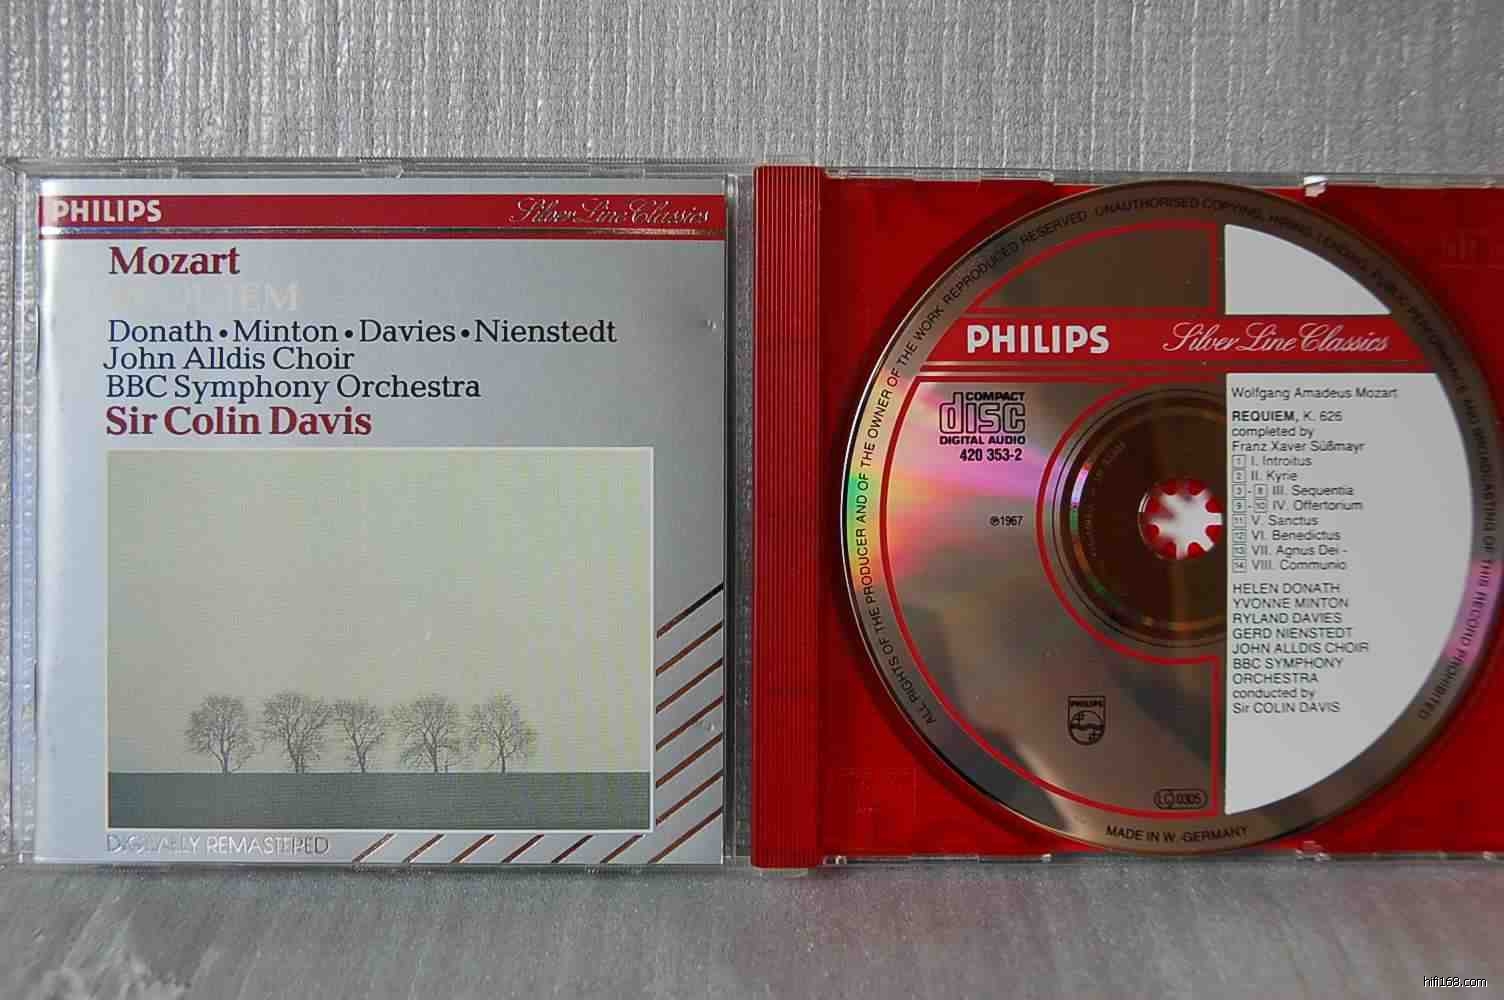 PHILIPS
Silver Line Classics
Mozart
REQUIEM
Donath • Minton • Davies • Nienstedt
John Alldis Choir
BBC Symphony Orchestra
Sir Colin Davis
DIGITALLY REMASTERED
ALL RIGHTS OF THE PRODUCER AND OF THE OWNER OF THE WORK REPRODUCED RESERVED UNAUTHORISED COPYING, HIRING, LENDING, PUBLIC PERFORMANCE AND BROADCASTING OF THIS RECORD PROHIBITED
PHILIPS
Silver Line Classics
COMPACT
disc
DIGITAL AUDIO
420 353-2
℗1967
Wolfgang Amadeus Mozart
REQUIEM, K. 626
completed by
Franz Xaver Süßmayr
1 I. Introitus
2 II. Kyrie
3 - 8 III. Sequentia
9 - 10 IV. Offertorium
11 V. Sanctus
12 VI. Benedictus
13 VII. Agnus Dei -
14 VIII. Communio
HELEN DONATH
YVONNE MINTON
RYLAND DAVIES
GERD NIENSTEDT
JOHN ALLDIS CHOIR
BBC SYMPHONY
ORCHESTRA
conducted by
Sir COLIN DAVIS
PHILIPS
LC 0305
MADE IN W.-GERMANY
hifi168.com